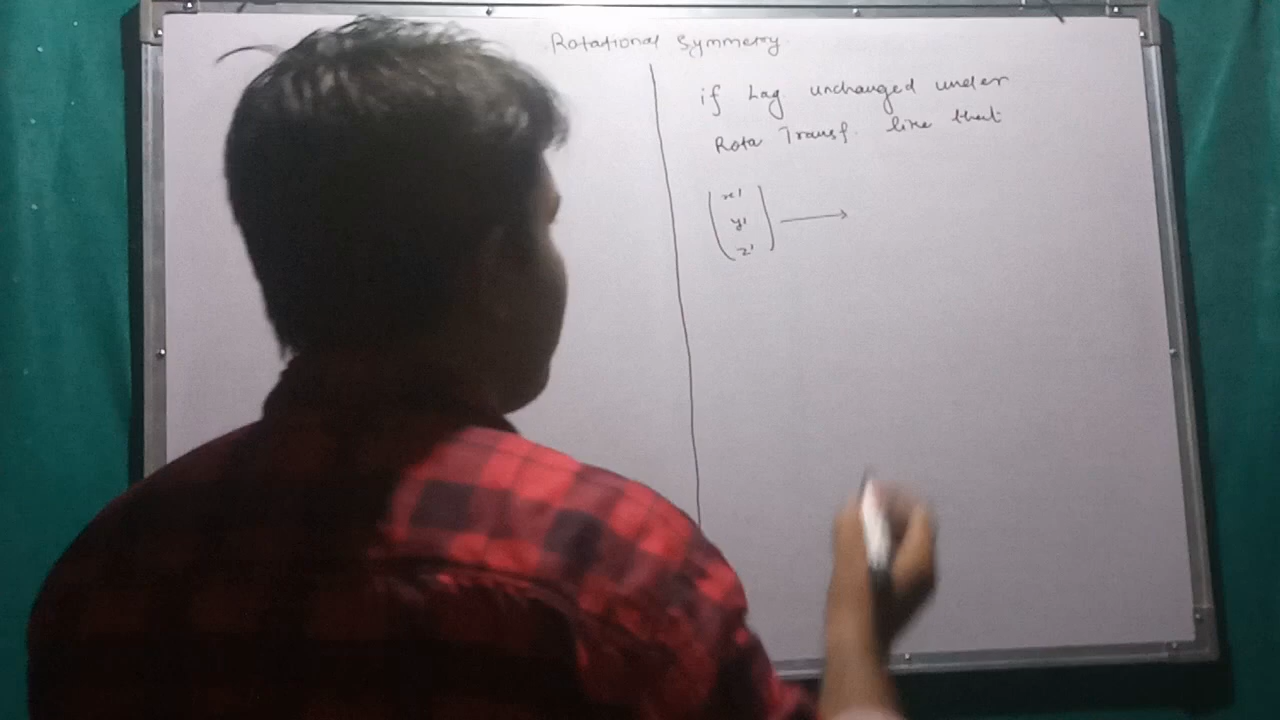 Rotational Symmetry
if Lag unchanged under
Rota Transf. like that
x'
y'
z'